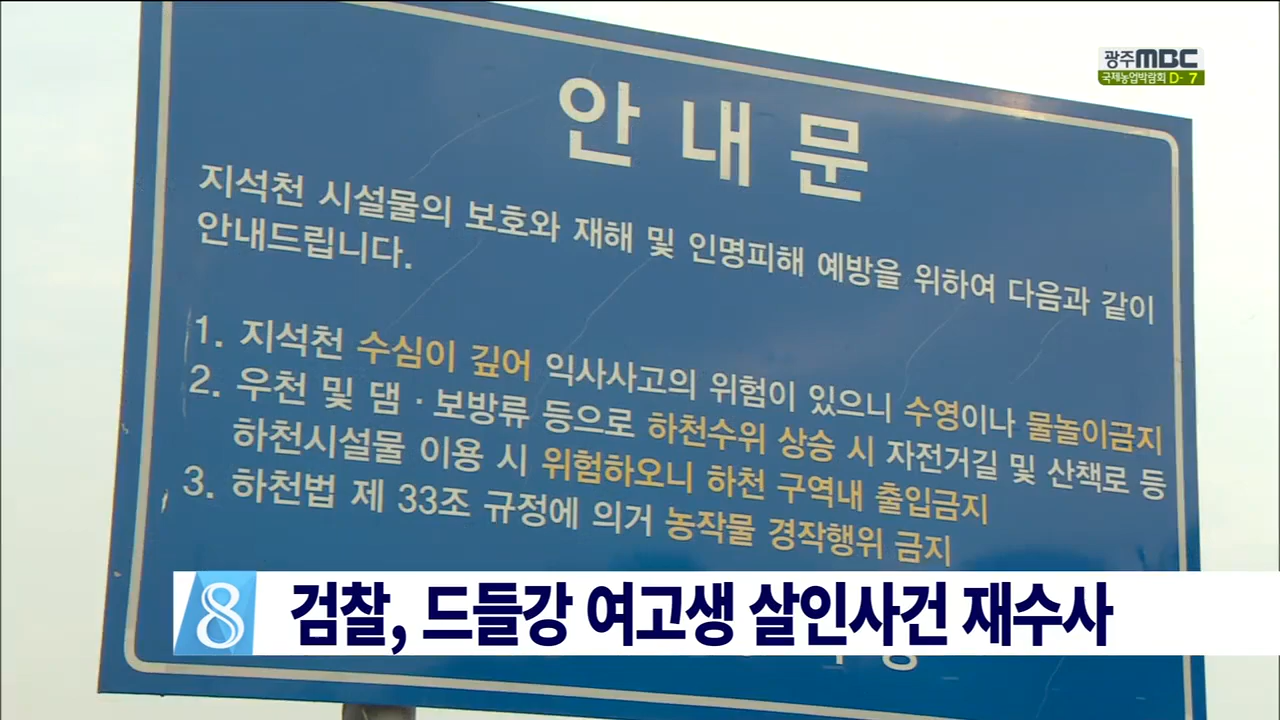 광주MBC
국제농업박람회 D-7
안내문
지석천 시설물의 보호와 재해 및 인명피해 예방을 위하여 다음과 같이
안내드립니다.
1. 지석천 수심이 깊어 익사사고의 위험이 있으니 수영이나 물놀이금지
2. 우천 및 댐·보방류 등으로 하천수위 상승 시 자전거길 및 산책로 등
하천시설물 이용 시 위험하오니 하천 구역내 출입금지
3. 하천법 제 33조 규정에 의거 농작물 경작행위 금지
8 검찰, 드들강 여고생 살인사건 재수사